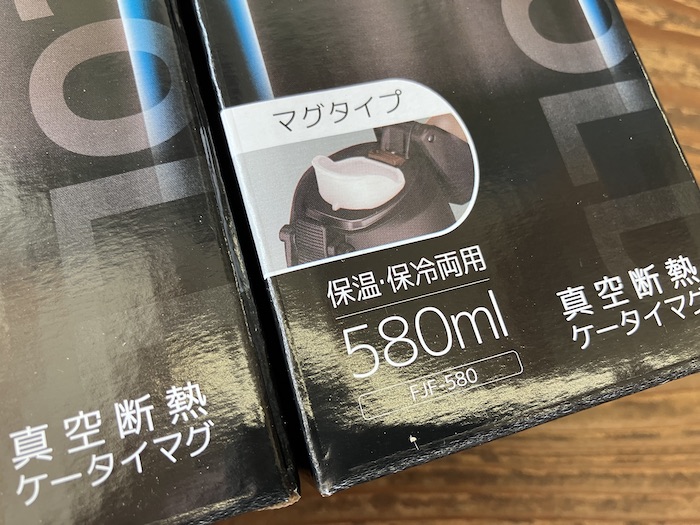 マグタイプ
保温･保冷両用
580ml
FJF-580
真空断熱
ケータイマグ
真空断熱
ケータイマグ